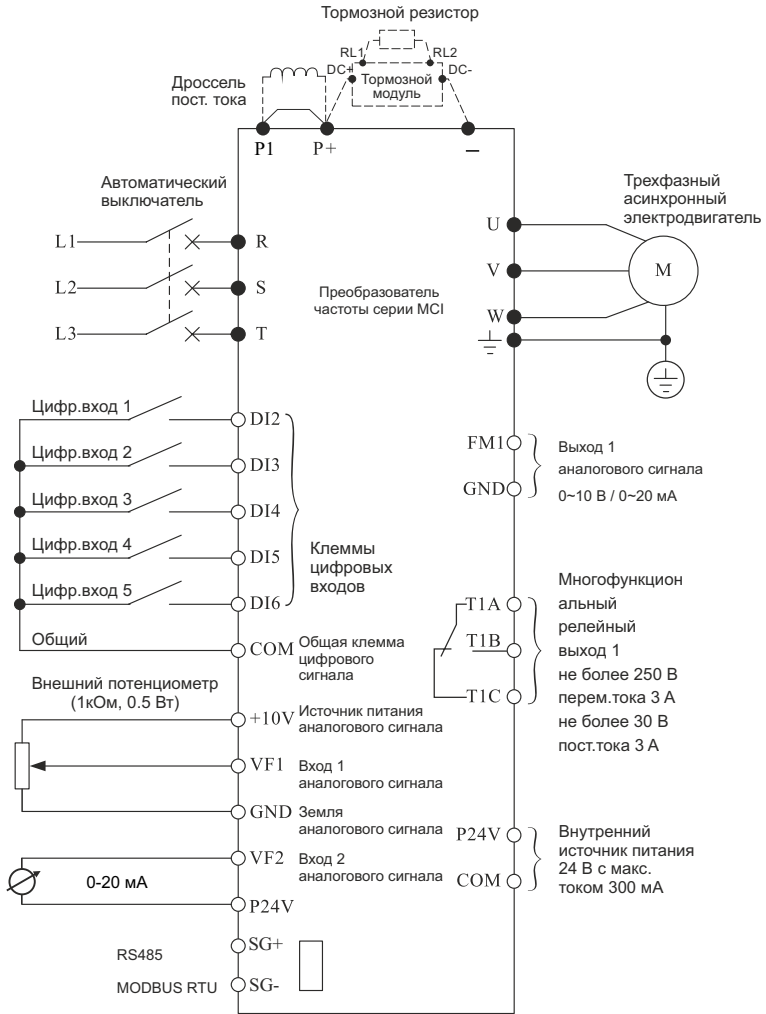 Тормозной резистор
RL1
RL2
DC+
DC-
Тормозной
модуль
Дроссель
пост. тока
P1
P+
–
Автоматический
выключатель
L1
R
L2
S
L3
T
Преобразователь
частоты серии MCI
Трехфазный
асинхронный
электродвигатель
U
V
W
M
Цифр.вход 1
DI2
Цифр.вход 2
DI3
Цифр.вход 3
DI4
Цифр.вход 4
DI5
Цифр.вход 5
DI6
Клеммы
цифровых
входов
Общий
COM
Общая клемма
цифрового
сигнала
Внешний потенциометр
(1кОм, 0.5 Вт)
+10V
Источник питания
аналогового сигнала
VF1
Вход 1
аналогового сигнала
GND
Земля
аналогового сигнала
VF2
Вход 2
аналогового сигнала
0-20 мА
P24V
RS485
SG+
MODBUS RTU
SG-
FM1
GND
Выход 1
аналогового сигнала
0~10 В / 0~20 мА
T1A
T1B
T1C
Многофункцион
альный
релейный
выход 1
не более 250 В
перем.тока 3 А
не более 30 В
пост.тока 3 А
P24V
COM
Внутренний
источник питания
24 В с макс.
током 300 мА